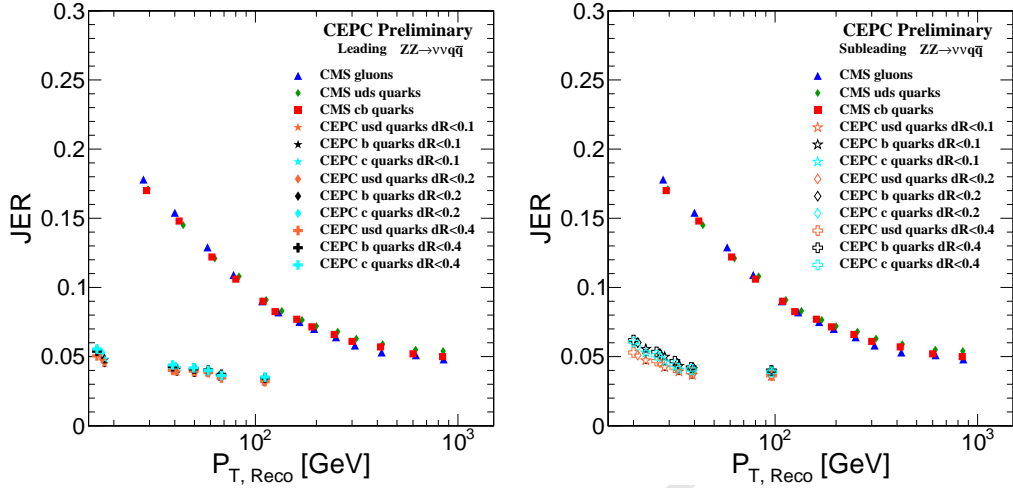 CEPC Preliminary
Leading ZZ→ννqq̅
CMS gluons
CMS uds quarks
CMS cb quarks
CEPC usd quarks dR<0.1
CEPC b quarks dR<0.1
CEPC c quarks dR<0.1
CEPC usd quarks dR<0.2
CEPC b quarks dR<0.2
CEPC c quarks dR<0.2
CEPC usd quarks dR<0.4
CEPC b quarks dR<0.4
CEPC c quarks dR<0.4
JER
0.3
0.25
0.2
0.15
0.1
0.05
0
10²
10³
P_T, Reco [GeV]
CEPC Preliminary
Subleading ZZ→ννqq̅
CMS gluons
CMS uds quarks
CMS cb quarks
CEPC usd quarks dR<0.1
CEPC b quarks dR<0.1
CEPC c quarks dR<0.1
CEPC usd quarks dR<0.2
CEPC b quarks dR<0.2
CEPC c quarks dR<0.2
CEPC usd quarks dR<0.4
CEPC b quarks dR<0.4
CEPC c quarks dR<0.4
JER
0.3
0.25
0.2
0.15
0.1
0.05
0
10²
10³
P_T, Reco [GeV]